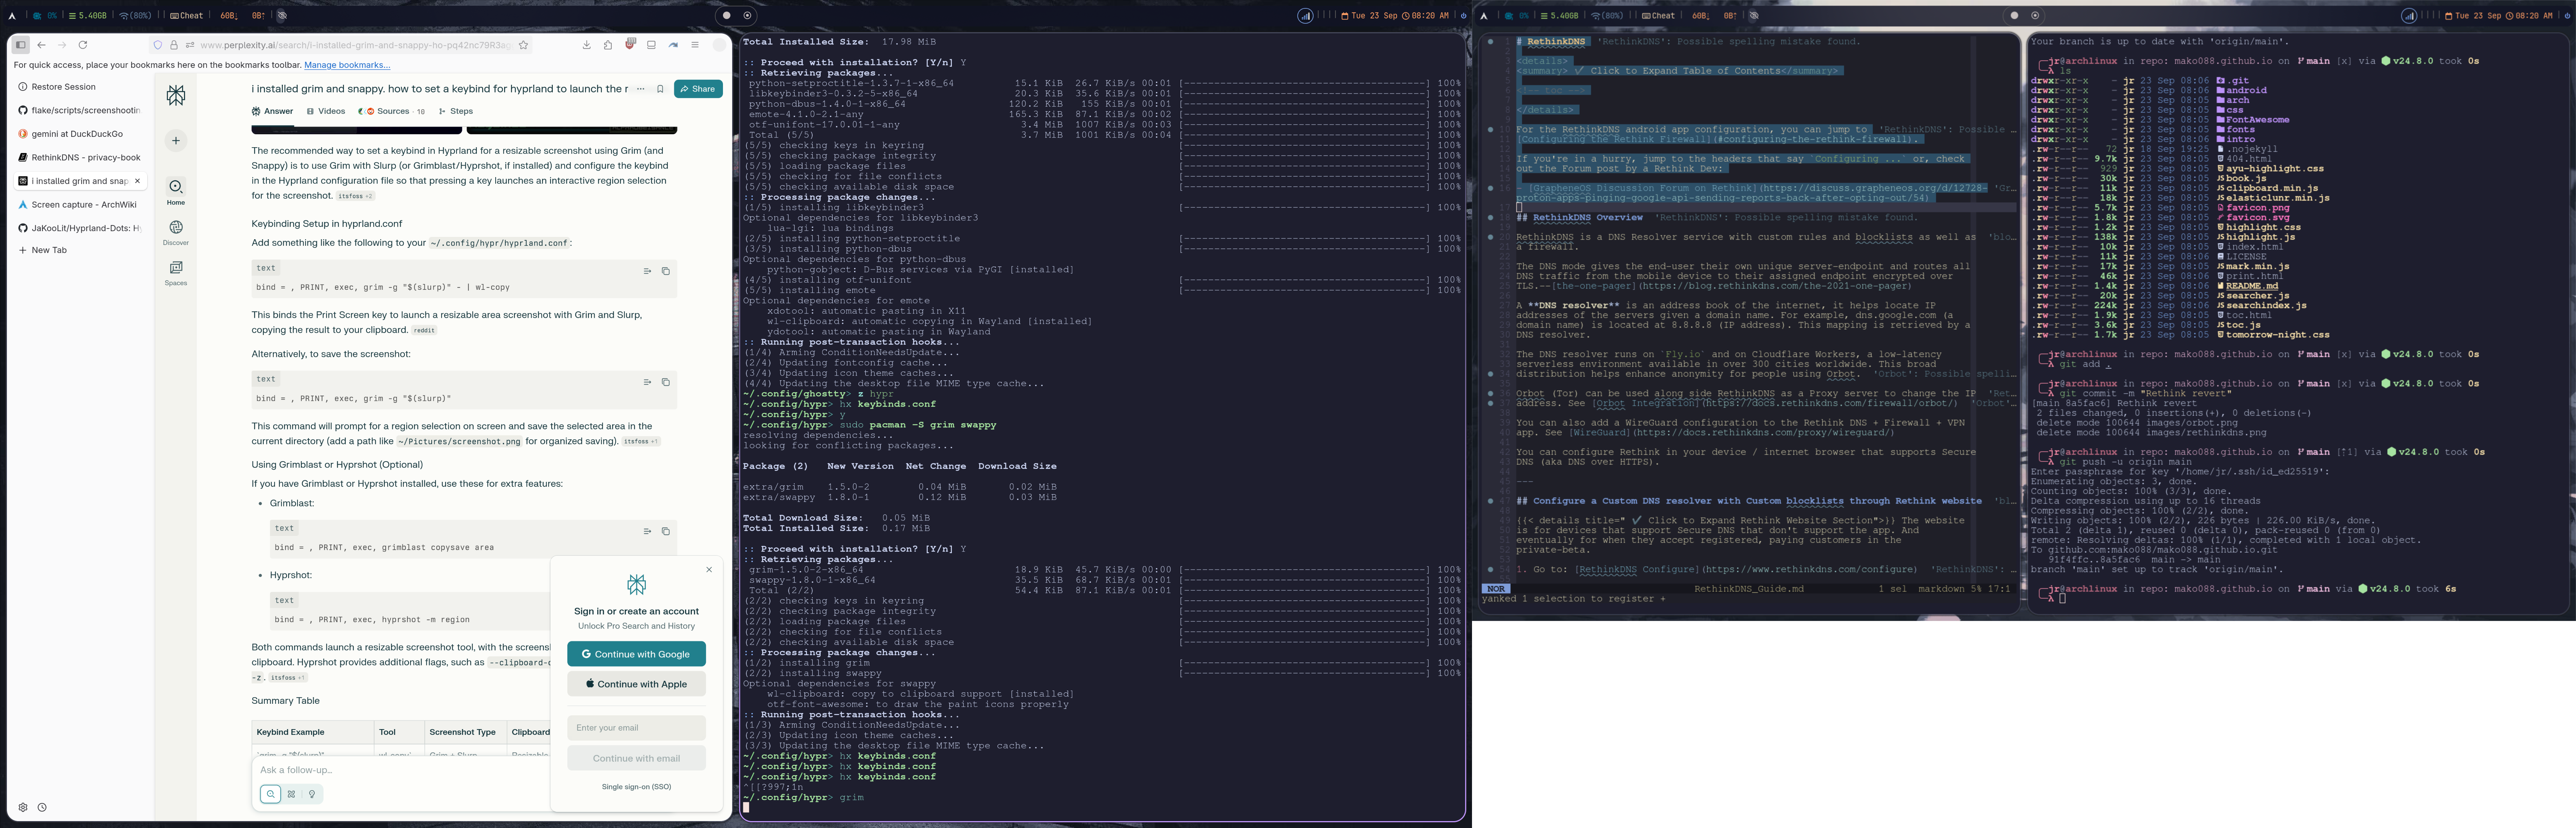 0% 5.40GB (80%) Cheat 60B↓ 0B↑
Tue 23 Sep 08:20 AM
www.perplexity.ai/search/i-installed-grim-and-snappy-ho-pq42nc79R3
For quick access, place your bookmarks here on the bookmarks toolbar. Manage bookmarks...
Restore Session
flake/scripts/screenshootin
gemini at DuckDuckGo
RethinkDNS - privacy-book
i installed grim and snap
Screen capture - ArchWiki
JaKooLit/Hyprland-Dots: H
New Tab
Home
Discover
Spaces
i installed grim and snappy. how to set a keybind for hyprland to launch the r
Share
Answer Videos Sources · 10 Steps
The recommended way to set a keybind in Hyprland for a resizable screenshot using Grim (and
Snappy) is to use Grim with Slurp (or Grimblast/Hyprshot, if installed) and configure the keybind
in the Hyprland configuration file so that pressing a key launches an interactive region selection
for the screenshot. itsfoss +2
Keybinding Setup in hyprland.conf
Add something like the following to your ~/.config/hypr/hyprland.conf:
text
bind = , PRINT, exec, grim -g "$(slurp)" - | wl-copy
This binds the Print Screen key to launch a resizable area screenshot with Grim and Slurp,
copying the result to your clipboard. reddit
Alternatively, to save the screenshot:
text
bind = , PRINT, exec, grim -g "$(slurp)"
This command will prompt for a region selection on screen and save the selected area in the
current directory (add a path like ~/Pictures/screenshot.png for organized saving). itsfoss +1
Using Grimblast or Hyprshot (Optional)
If you have Grimblast or Hyprshot installed, use these for extra features:
• Grimblast:
text
bind = , PRINT, exec, grimblast copysave area
• Hyprshot:
text
bind = , PRINT, exec, hyprshot -m region
Both commands launch a resizable screenshot tool, with the screensh
clipboard. Hyprshot provides additional flags, such as --clipboard-o
-z. itsfoss +1
Summary Table
Keybind Example Tool Screenshot Type Clipboard
Ask a follow-up...
Sign in or create an account
Unlock Pro Search and History
Continue with Google
Continue with Apple
Enter your email
Continue with email
Single sign-on (SSO)
Total Installed Size: 17.98 MiB
:: Proceed with installation? [Y/n] Y
:: Retrieving packages...
python-setproctitle-1.3.7-1-x86_64 15.1 KiB 26.7 KiB/s 00:01 100%
libkeybinder3-0.3.2-5-x86_64 20.3 KiB 35.6 KiB/s 00:01 100%
python-dbus-1.4.0-1-x86_64 120.2 KiB 155 KiB/s 00:01 100%
emote-4.1.0-2.1-any 165.3 KiB 87.1 KiB/s 00:02 100%
otf-unifont-17.0.01-1-any 3.4 MiB 1007 KiB/s 00:03 100%
Total (5/5) 3.7 MiB 1001 KiB/s 00:04 100%
(5/5) checking keys in keyring 100%
(5/5) checking package integrity 100%
(5/5) loading package files 100%
(5/5) checking for file conflicts 100%
(5/5) checking available disk space 100%
:: Processing package changes...
(1/5) installing libkeybinder3 100%
Optional dependencies for libkeybinder3
lua-lgi: lua bindings
(2/5) installing python-setproctitle 100%
(3/5) installing python-dbus 100%
Optional dependencies for python-dbus
python-gobject: D-Bus services via PyGI [installed]
(4/5) installing otf-unifont 100%
(5/5) installing emote 100%
Optional dependencies for emote
xdotool: automatic pasting in X11
wl-clipboard: automatic copying in Wayland [installed]
ydotool: automatic pasting in Wayland
:: Running post-transaction hooks...
(1/4) Arming ConditionNeedsUpdate...
(2/4) Updating fontconfig cache...
(3/4) Updating icon theme caches...
(4/4) Updating the desktop file MIME type cache...
~/.config/ghostty> z hypr
~/.config/hypr> hx keybinds.conf
~/.config/hypr> y
~/.config/hypr> sudo pacman -S grim swappy
resolving dependencies...
looking for conflicting packages...
Package (2) New Version Net Change Download Size
extra/grim 1.5.0-2 0.04 MiB 0.02 MiB
extra/swappy 1.8.0-1 0.12 MiB 0.03 MiB
Total Download Size: 0.05 MiB
Total Installed Size: 0.17 MiB
:: Proceed with installation? [Y/n] Y
:: Retrieving packages...
grim-1.5.0-2-x86_64 18.9 KiB 45.7 KiB/s 00:00 100%
swappy-1.8.0-1-x86_64 35.5 KiB 68.7 KiB/s 00:01 100%
Total (2/2) 54.4 KiB 87.1 KiB/s 00:01 100%
(2/2) checking keys in keyring 100%
(2/2) checking package integrity 100%
(2/2) loading package files 100%
(2/2) checking for file conflicts 100%
(2/2) checking available disk space 100%
:: Processing package changes...
(1/2) installing grim 100%
(2/2) installing swappy 100%
Optional dependencies for swappy
wl-clipboard: copy to clipboard support [installed]
otf-font-awesome: to draw the paint icons properly
:: Running post-transaction hooks...
(1/3) Arming ConditionNeedsUpdate...
(2/3) Updating icon theme caches...
(3/3) Updating the desktop file MIME type cache...
~/.config/hypr> hx keybinds.conf
~/.config/hypr> hx keybinds.conf
~/.config/hypr> hx keybinds.conf
^[[?997;1n
~/.config/hypr> grim
0% 5.40GB (80%) Cheat 60B↓ 0B↑
Tue 23 Sep 08:20 AM
1 # RethinkDNS 'RethinkDNS': Possible spelling mistake found.
<details>
<summary> ✔ Click to Expand Table of Contents</summary>
<!-- toc -->
</details>
10 For the RethinkDNS android app configuration, you can jump to 'RethinkDNS': Possible …
11 [Configuring the Rethink Firewall](#configuring-the-rethink-firewall).
13 If you're in a hurry, jump to the headers that say `Configuring ...` or, check
14 out the Forum post by a Rethink Dev:
16 - [GrapheneOS Discussion Forum on Rethink](https://discuss.grapheneos.org/d/12728- 'Gr…
proton-apps-pinging-google-api-sending-reports-back-after-opting-out/54)
17
18 ## RethinkDNS Overview 'RethinkDNS': Possible spelling mistake found.
20 RethinkDNS is a DNS Resolver service with custom rules and blocklists as well as 'blo…
21 a firewall.
23 The DNS mode gives the end-user their own unique server-endpoint and routes all
24 DNS traffic from the mobile device to their assigned endpoint encrypted over
25 TLS.--[the-one-pager](https://blog.rethinkdns.com/the-2021-one-pager)
27 A **DNS resolver** is an address book of the internet, it helps locate IP
28 addresses of the servers given a domain name. For example, dns.google.com (a
29 domain name) is located at 8.8.8.8 (IP address). This mapping is retrieved by a
30 DNS resolver.
32 The DNS resolver runs on `Fly.io` and on Cloudflare Workers, a low-latency
33 serverless environment available in over 300 cities worldwide. This broad
34 distribution helps enhance anonymity for people using Orbot. 'Orbot': Possible spelli…
36 Orbot (Tor) can be used along side RethinkDNS as a Proxy server to change the IP 'Ret…
37 address. See [Orbot Integration](https://docs.rethinkdns.com/firewall/orbot/) 'Orbot'…
39 You can also add a WireGuard configuration to the Rethink DNS + Firewall + VPN
40 app. See [WireGuard](https://docs.rethinkdns.com/proxy/wireguard/)
42 You can configure Rethink in your device / internet browser that supports Secure
43 DNS (aka DNS over HTTPS).
45 ---
47 ## Configure a Custom DNS resolver with Custom blocklists through Rethink website 'bl…
49 {{< details title=" ✔ Click to Expand Rethink Website Section">}} The website
50 is for devices that support Secure DNS that don't support the app. And
51 eventually for when they accept registered, paying customers in the
52 private-beta.
54 1. Go to: [RethinkDNS Configure](https://www.rethinkdns.com/configure) 'RethinkDNS': …
NOR RethinkDNS_Guide.md 1 sel markdown 5% 17:1
yanked 1 selection to register +
Your branch is up to date with 'origin/main'.
jr@archlinux in repo: mako088.github.io on main [x] via v24.8.0 took 0s
λ ls
drwxr-xr-x - jr 23 Sep 08:06 .git
drwxr-xr-x - jr 23 Sep 08:06 android
drwxr-xr-x - jr 23 Sep 08:06 arch
drwxr-xr-x - jr 23 Sep 08:05 css
drwxr-xr-x - jr 23 Sep 08:06 FontAwesome
drwxr-xr-x - jr 23 Sep 08:05 fonts
drwxr-xr-x - jr 23 Sep 08:06 intro
.rw-r--r-- 72 jr 18 Sep 19:25 .nojekyll
.rw-r--r-- 9.7k jr 23 Sep 08:05 404.html
.rw-r--r-- 929 jr 23 Sep 08:05 ayu-highlight.css
.rw-r--r-- 30k jr 23 Sep 08:05 book.js
.rw-r--r-- 11k jr 23 Sep 08:05 clipboard.min.js
.rw-r--r-- 18k jr 23 Sep 08:05 elasticlunr.min.js
.rw-r--r-- 5.7k jr 23 Sep 08:05 favicon.png
.rw-r--r-- 1.8k jr 23 Sep 08:05 favicon.svg
.rw-r--r-- 1.2k jr 23 Sep 08:05 highlight.css
.rw-r--r-- 138k jr 23 Sep 08:05 highlight.js
.rw-r--r-- 10k jr 23 Sep 08:05 index.html
.rw-r--r-- 11k jr 23 Sep 08:05 LICENSE
.rw-r--r-- 17k jr 23 Sep 08:05 mark.min.js
.rw-r--r-- 46k jr 23 Sep 08:06 print.html
.rw-r--r-- 1.4k jr 23 Sep 08:05 README.md
.rw-r--r-- 20k jr 23 Sep 08:05 searcher.js
.rw-r--r-- 224k jr 23 Sep 08:05 searchindex.js
.rw-r--r-- 1.9k jr 23 Sep 08:05 toc.html
.rw-r--r-- 3.6k jr 23 Sep 08:05 toc.js
.rw-r--r-- 1.7k jr 23 Sep 08:05 tomorrow-night.css
jr@archlinux in repo: mako088.github.io on main [x] via v24.8.0 took 0s
λ git add .
jr@archlinux in repo: mako088.github.io on main [x] via v24.8.0 took 0s
λ git commit -m "Rethink revert"
[main 8a5fac6] Rethink revert
2 files changed, 0 insertions(+), 0 deletions(-)
delete mode 100644 images/orbot.png
delete mode 100644 images/rethinkdns.png
jr@archlinux in repo: mako088.github.io on main [↑1] via v24.8.0 took 0s
λ git push -u origin main
Enter passphrase for key '/home/jr/.ssh/id_ed25519':
Enumerating objects: 3, done.
Counting objects: 100% (3/3), done.
Delta compression using up to 16 threads
Compressing objects: 100% (2/2), done.
Writing objects: 100% (2/2), 226 bytes | 226.00 KiB/s, done.
Total 2 (delta 1), reused 0 (delta 0), pack-reused 0 (from 0)
remote: Resolving deltas: 100% (1/1), completed with 1 local object.
To github.com:mako088/mako088.github.io.git
91f4ffc..8a5fac6 main -> main
branch 'main' set up to track 'origin/main'.
jr@archlinux in repo: mako088.github.io on main via v24.8.0 took 6s
λ